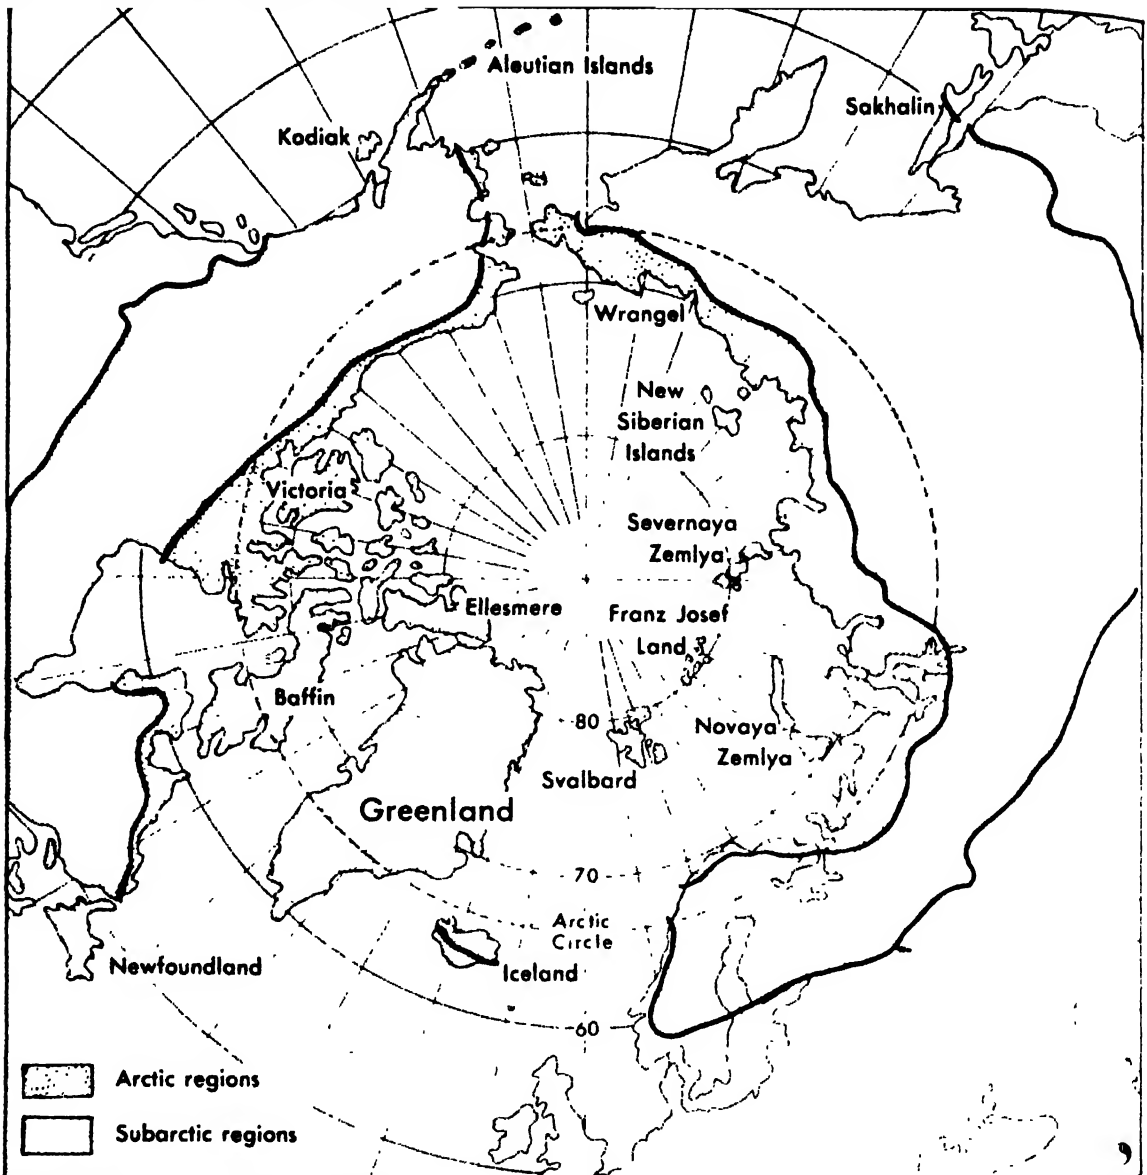 Aleutian Islands
Sakhalin
Kodiak
Wrangel
New
Siberian
Islands
Victoria
Severnaya
Zemlya
Ellesmere
Franz Josef
Land
Baffin
80
Novaya
Zemlya
Svalbard
Greenland
70
Arctic
Circle
Newfoundland
Iceland
60
Arctic regions
Subarctic regions